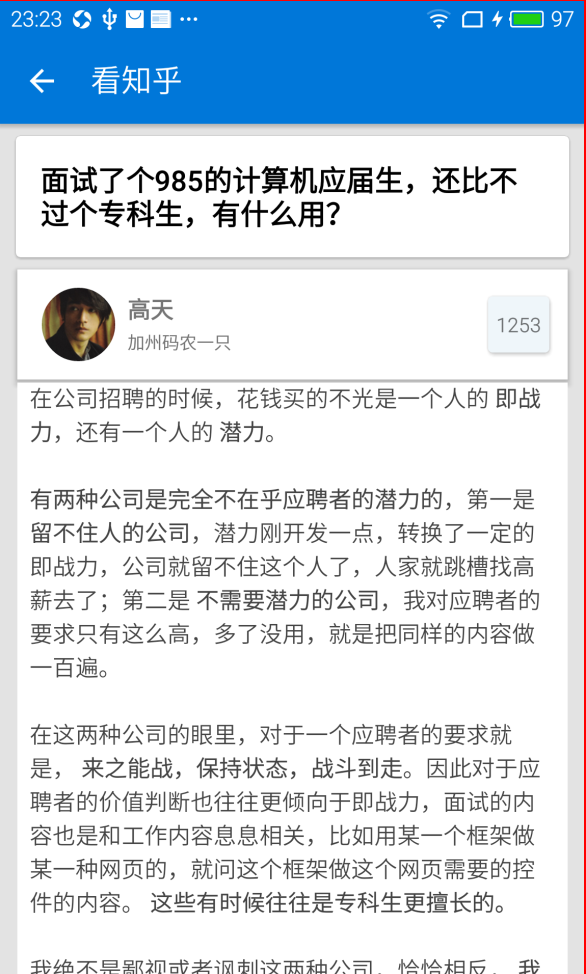 23:23
97
看知乎
面试了个985的计算机应届生，还比不
过个专科生，有什么用？
高天
加州码农一只
1253
在公司招聘的时候，花钱买的不光是一个人的 即战
力，还有一个人的 潜力。
有两种公司是完全不在乎应聘者的潜力的，第一是
留不住人的公司，潜力刚开发一点，转换了一定的
即战力，公司就留不住这个人了，人家就跳槽找高
薪去了；第二是 不需要潜力的公司，我对应聘者的
要求只有这么高，多了没用，就是把同样的内容做
一百遍。
在这两种公司的眼里，对于一个应聘者的要求就
是， 来之能战，保持状态，战斗到走。因此对于应
聘者的价值判断也往往更倾向于即战力，面试的内
容也是和工作内容息息相关，比如用某一个框架做
某一种网页的，就问这个框架做这个网页需要的控
件的内容。 这些有时候往往是专科生更擅长的。
我绝不是鄙视或者讽刺这两种公司，恰恰相反， 我